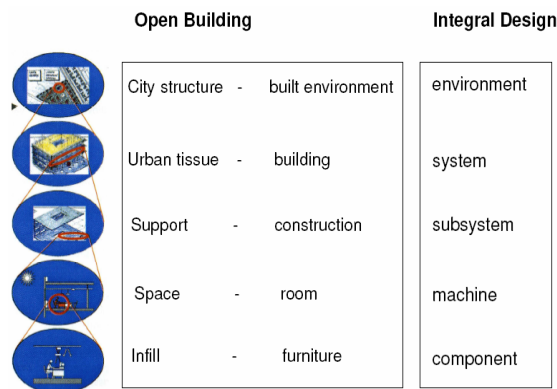 Open Building Integral Design
City structure - built environment environment
Urban tissue - building system
Support - construction subsystem
Space - room machine
Infill - furniture component